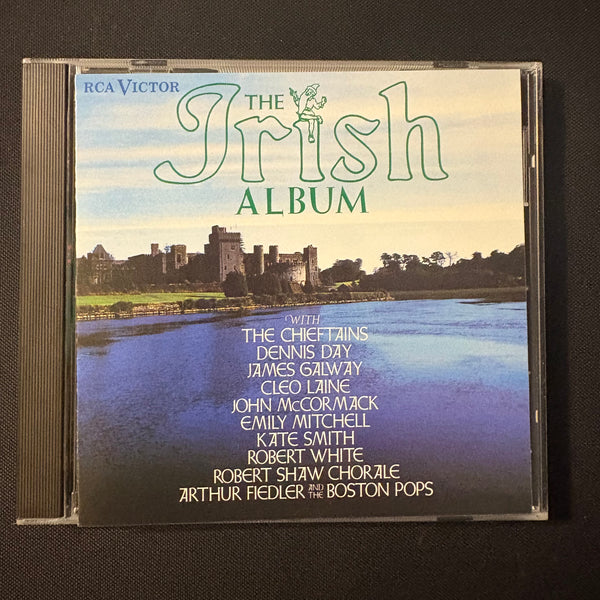 RCA VICTOR
THE
Irish
ALBUM
WITH
THE CHIEFTAINS
DENNIS DAY
JAMES GALWAY
CLEO LAINE
JOHN McCORMACK
EMILY MITCHELL
KATE SMITH
ROBERT WHITE
ROBERT SHAW CHORALE
ARTHUR FIEDLER AND THE BOSTON POPS